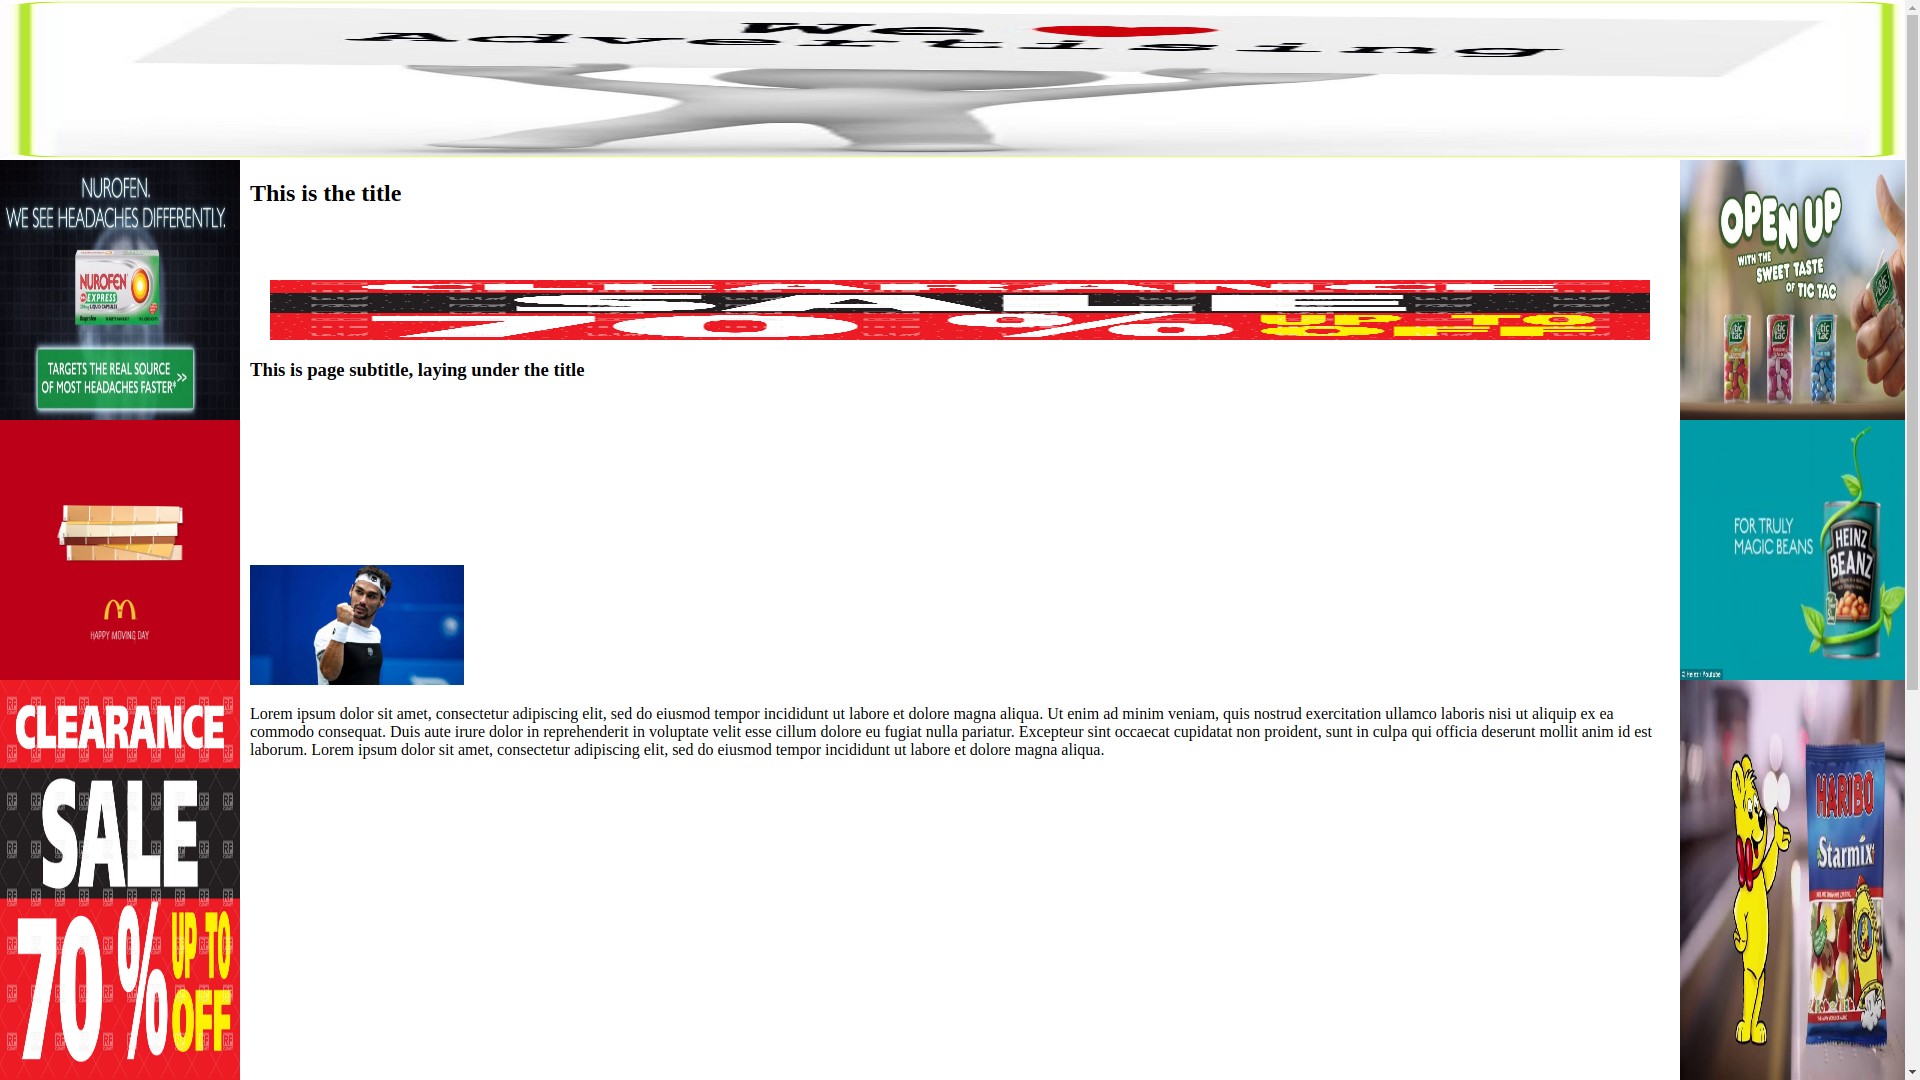 We ❤
Advertising
NUROFEN.
WE SEE HEADACHES DIFFERENTLY.
NUROFEN
EXPRESS
TARGETS THE REAL SOURCE
OF MOST HEADACHES FASTER* >>
HAPPY MOVING DAY
CLEARANCE
SALE
70 % UP TO
OFF
This is the title
CLEARANCE
SALE
70 % UP TO
OFF
This is page subtitle, laying under the title
Lorem ipsum dolor sit amet, consectetur adipiscing elit, sed do eiusmod tempor incididunt ut labore et dolore magna aliqua. Ut enim ad minim veniam, quis nostrud exercitation ullamco laboris nisi ut aliquip ex ea
commodo consequat. Duis aute irure dolor in reprehenderit in voluptate velit esse cillum dolore eu fugiat nulla pariatur. Excepteur sint occaecat cupidatat non proident, sunt in culpa qui officia deserunt mollit anim id est
laborum. Lorem ipsum dolor sit amet, consectetur adipiscing elit, sed do eiusmod tempor incididunt ut labore et dolore magna aliqua.
OPEN UP
WITH THE
SWEET TASTE
OF TIC TAC
tic tac
tic tac
tic tac
FOR TRULY
MAGIC BEANS
HEINZ
BEANZ
© Heinz / Youtube
HARIBO
Starmix